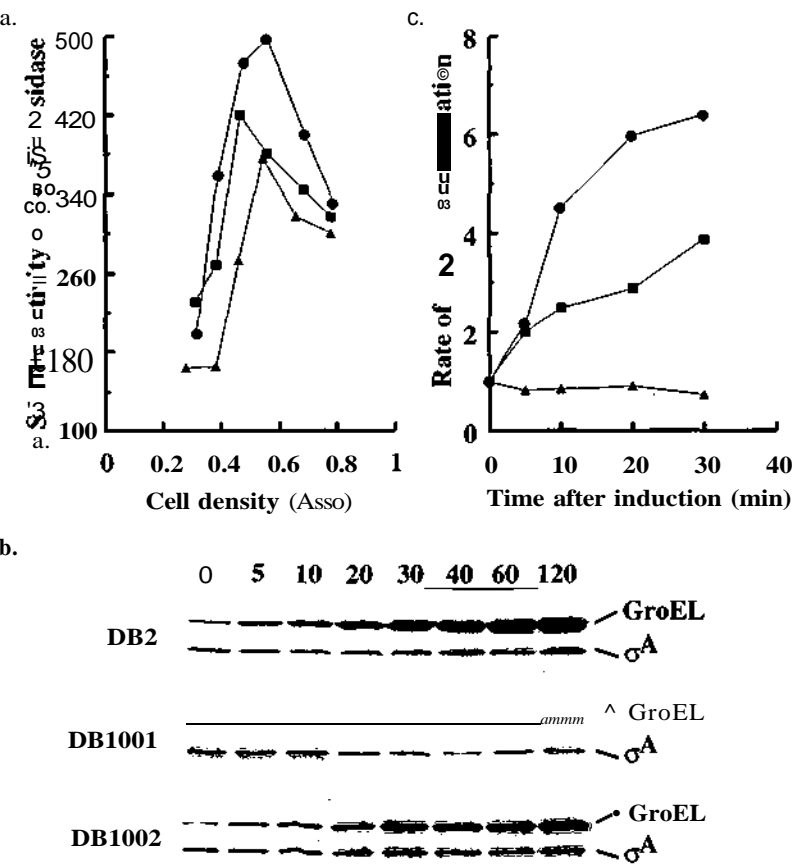 a.
500
420
340
260
180
100
0 0.2 0.4 0.6 0.8 1
Cell density (Asso)
c.
8
6
4
2
0
Rate of
0 10 20 30 40
Time after induction (min)
b.
0 5 10 20 30 40 60 120
DB2
GroEL
σA
DB1001
^ GroEL
σA
DB1002
GroEL
σA